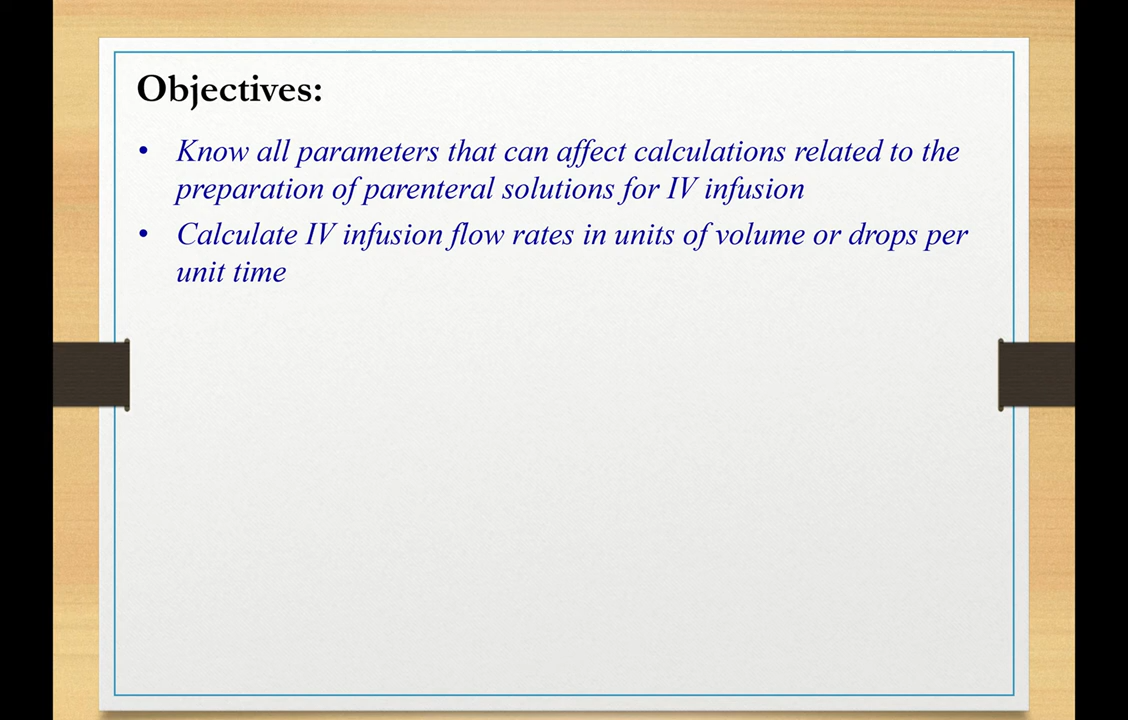 Objectives:
• Know all parameters that can affect calculations related to the
preparation of parenteral solutions for IV infusion
• Calculate IV infusion flow rates in units of volume or drops per
unit time